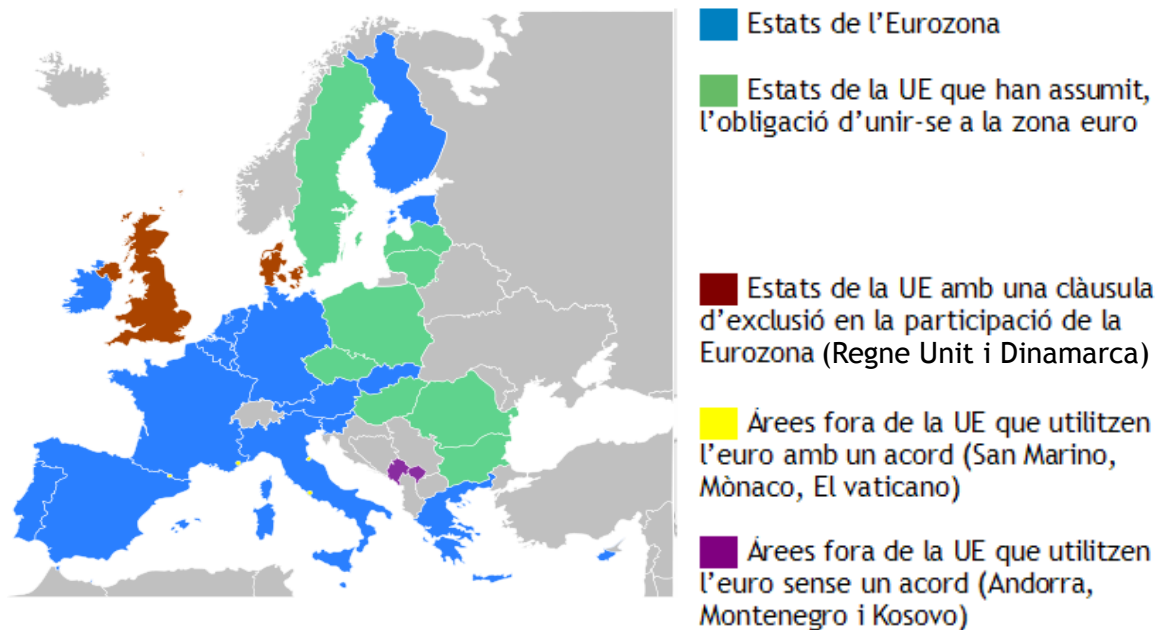 Estats de l’Eurozona
Estats de la UE que han assumit,
l’obligació d’unir-se a la zona euro
Estats de la UE amb una clàusula
d’exclusió en la participació de la
Eurozona (Regne Unit i Dinamarca)
Árees fora de la UE que utilitzen
l’euro amb un acord (San Marino,
Mònaco, El vaticano)
Árees fora de la UE que utilitzen
l’euro sense un acord (Andorra,
Montenegro i Kosovo)